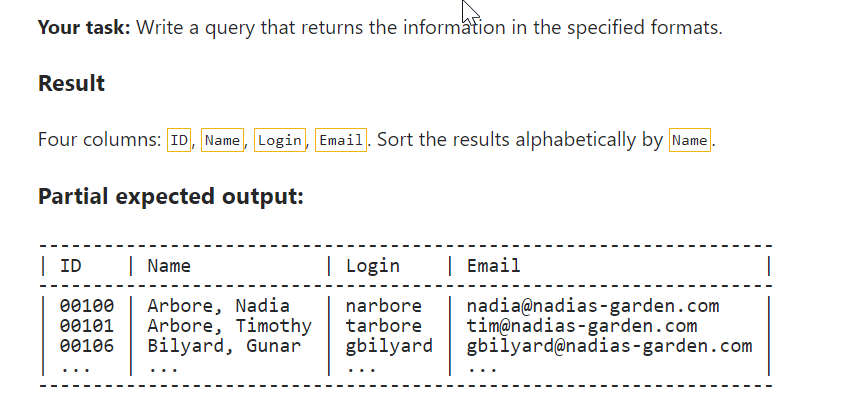 Your task: Write a query that returns the information in the specified formats.
Result
Four columns: ID, Name, Login, Email. Sort the results alphabetically by Name.
Partial expected output:
-------------------------------------------------------------------
| ID    | Name            | Login    | Email                      |
-------------------------------------------------------------------
| 00100 | Arbore, Nadia   | narbore  | nadia@nadias-garden.com    |
| 00101 | Arbore, Timothy | tarbore  | tim@nadias-garden.com      |
| 00106 | Bilyard, Gunar  | gbilyard | gbilyard@nadias-garden.com |
| ...   | ...             | ...      | ...                        |
-------------------------------------------------------------------